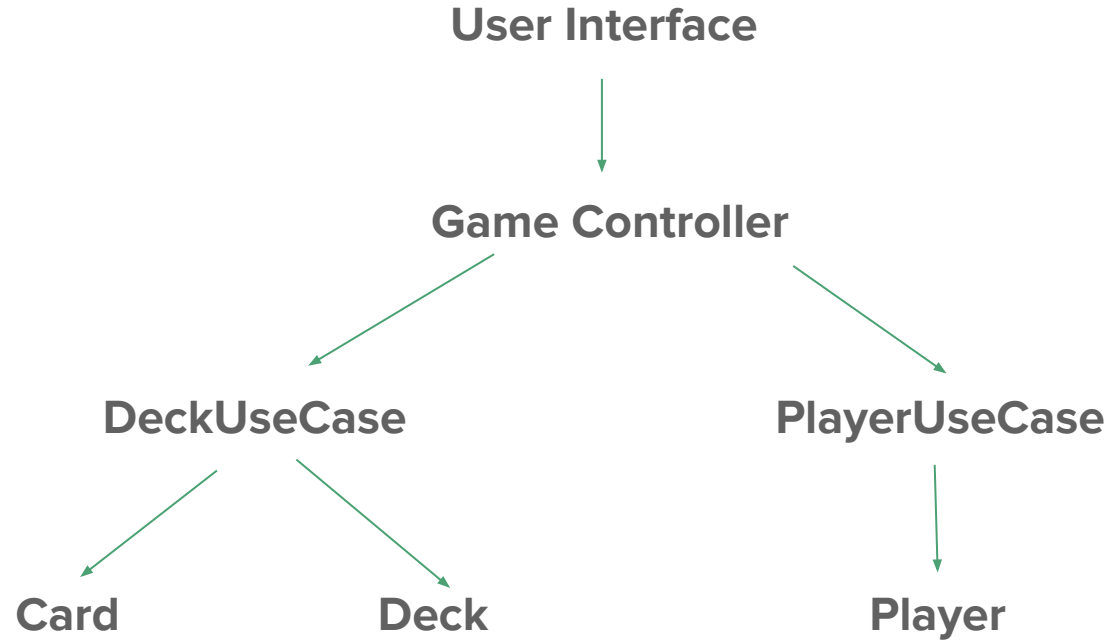 User Interface
Game Controller
DeckUseCase
PlayerUseCase
Card
Deck
Player